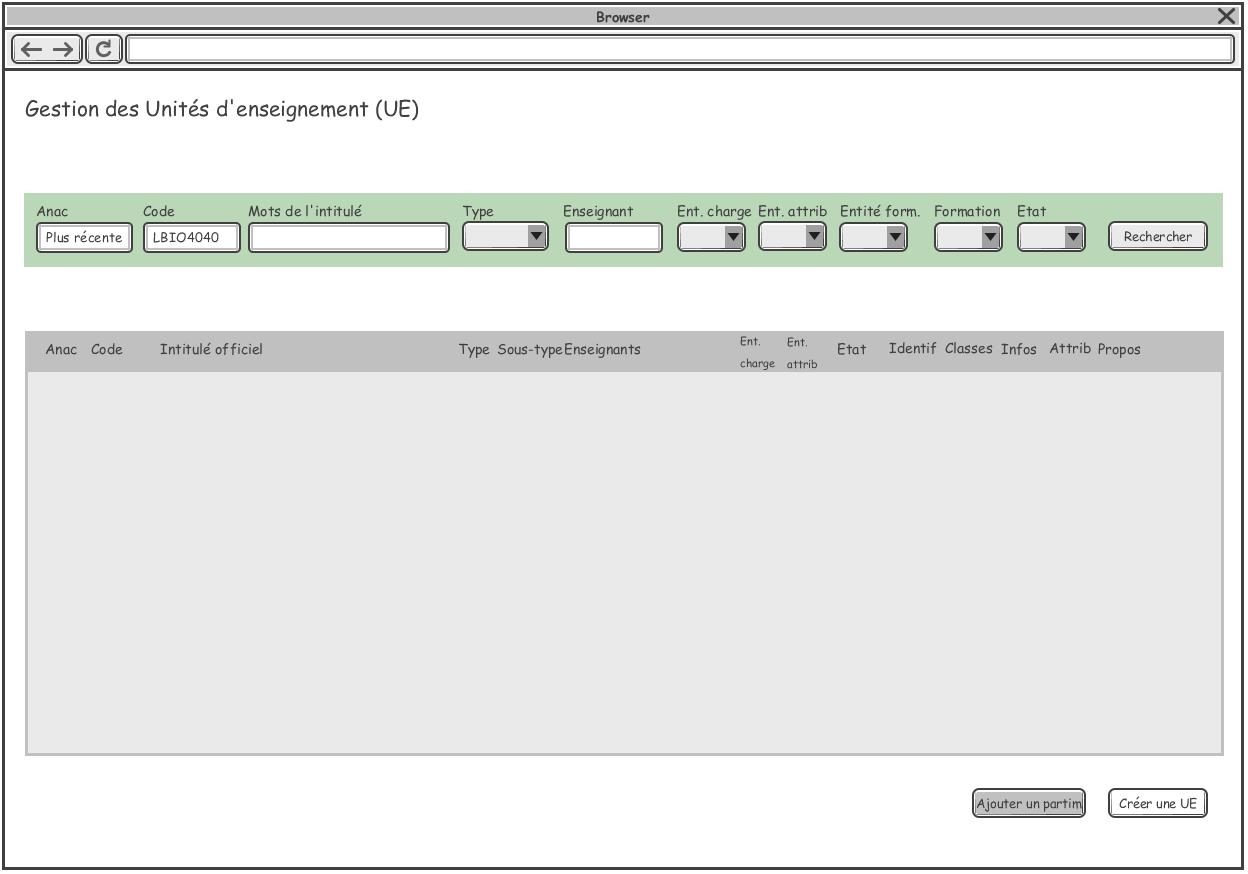 Browser
Gestion des Unités d'enseignement (UE)
Anac Code Mots de l'intitulé Type Enseignant Ent. charge Ent. attrib Entité form. Formation Etat
Plus récente LBIO4040 Rechercher
Anac Code Intitulé officiel Type Sous-type Enseignants Ent. charge Ent. attrib Etat Identif Classes Infos Attrib Propos
Ajouter un partim Créer une UE